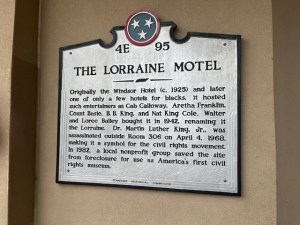 4E 95
THE LORRAINE MOTEL
Originally the Windsor Hotel (c. 1925) and later
one of only a few hotels for blacks, it hosted
such entertainers as Cab Calloway, Aretha Franklin,
Count Basie, B. B. King, and Nat King Cole. Walter
and Loree Bailey bought it in 1942, renaming it
the Lorraine. Dr. Martin Luther King, Jr., was
assassinated outside Room 306 on April 4, 1968,
making it a symbol for the civil rights movement.
In 1982, a local nonprofit group saved the site
from foreclosure for use as America's first civil
rights museum.